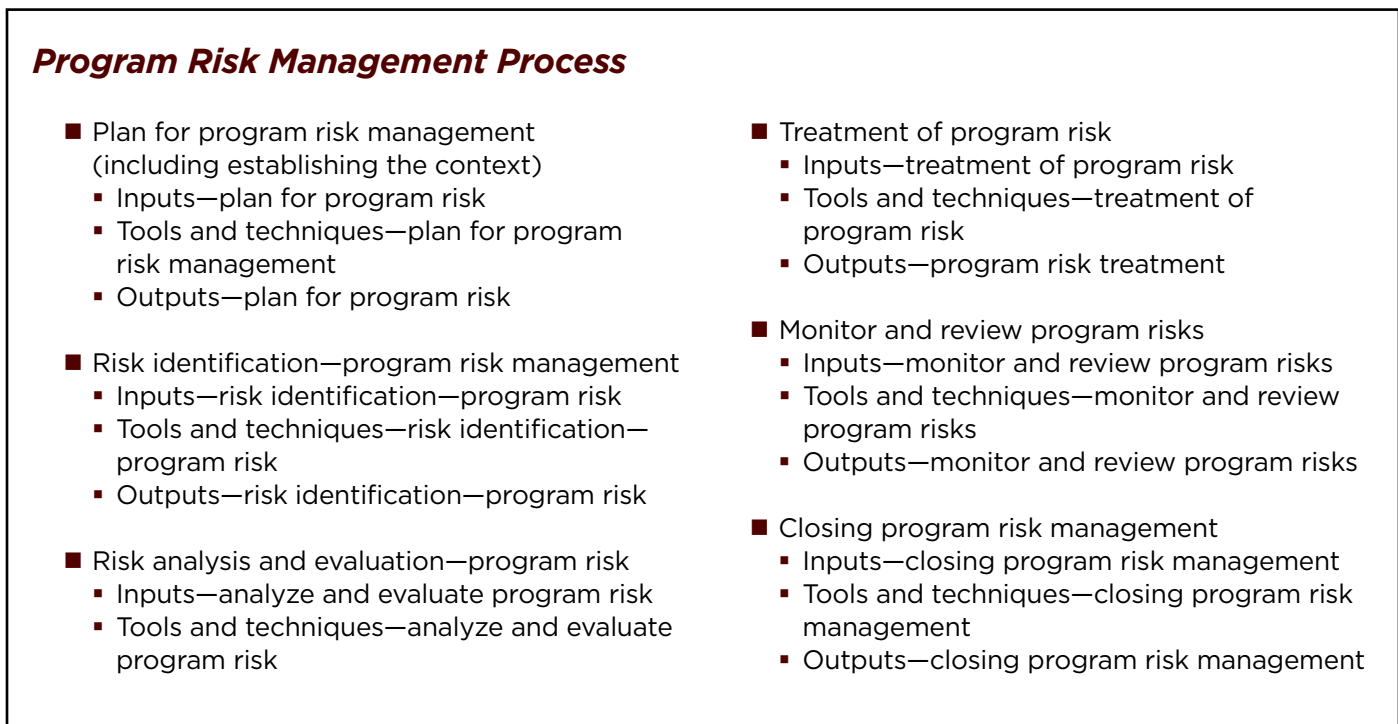 Program Risk Management Process
■ Plan for program risk management
(including establishing the context)
▪ Inputs—plan for program risk
▪ Tools and techniques—plan for program
risk management
▪ Outputs—plan for program risk
■ Risk identification—program risk management
▪ Inputs—risk identification—program risk
▪ Tools and techniques—risk identification—
program risk
▪ Outputs—risk identification—program risk
■ Risk analysis and evaluation—program risk
▪ Inputs—analyze and evaluate program risk
▪ Tools and techniques—analyze and evaluate
program risk
■ Treatment of program risk
▪ Inputs—treatment of program risk
▪ Tools and techniques—treatment of
program risk
▪ Outputs—program risk treatment
■ Monitor and review program risks
▪ Inputs—monitor and review program risks
▪ Tools and techniques—monitor and review
program risks
▪ Outputs—monitor and review program risks
■ Closing program risk management
▪ Inputs—closing program risk management
▪ Tools and techniques—closing program risk
management
▪ Outputs—closing program risk management